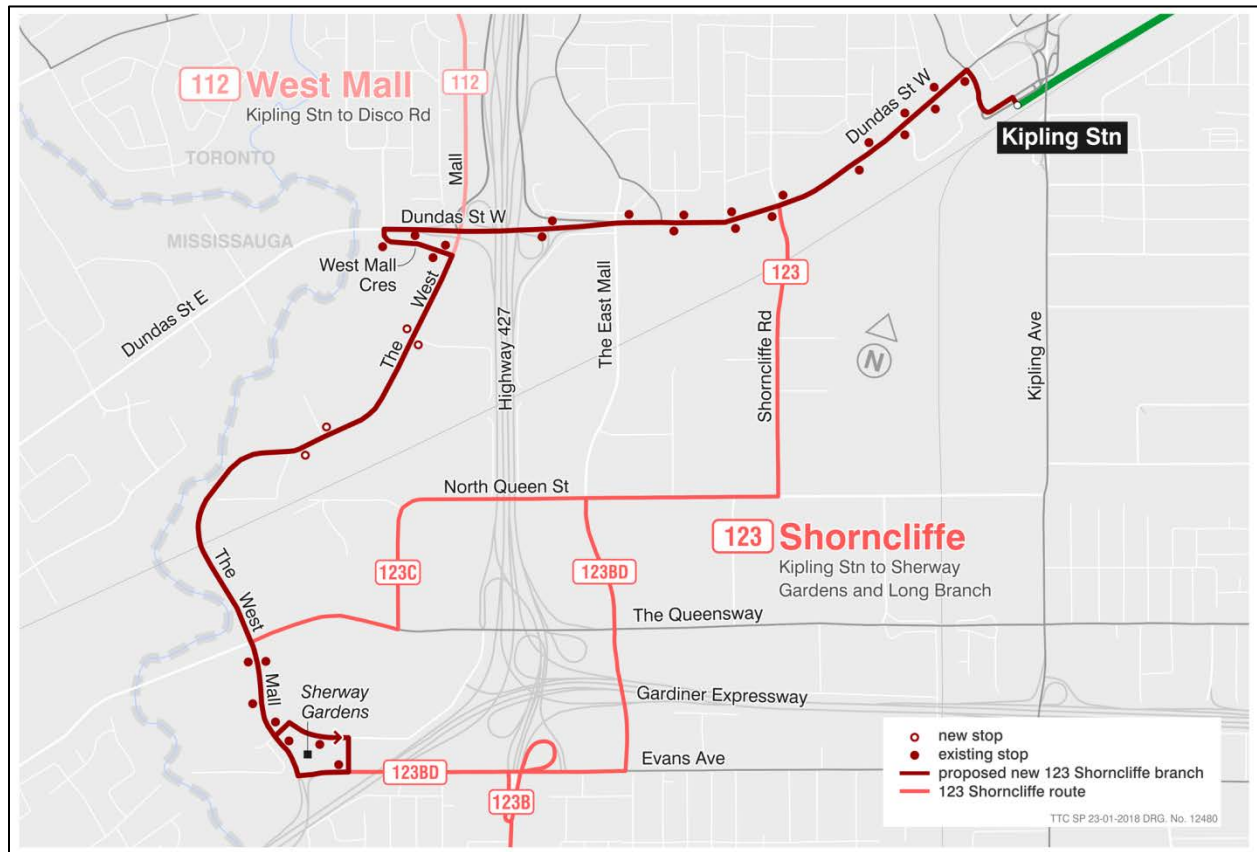 112 West Mall
Kipling Stn to Disco Rd
112
Mall
Dundas St W
Kipling Stn
TORONTO
MISSISSAUGA
Dundas St W
West Mall
Cres
West
The
Dundas St E
Highway 427
The East Mall
123
Shorncliffe Rd
N
Kipling Ave
North Queen St
123 Shorncliffe
Kipling Stn to Sherway
Gardens and Long Branch
123C
123BD
The West
Mall
The Queensway
Sherway
Gardens
Gardiner Expressway
Evans Ave
123BD
123B
new stop
existing stop
proposed new 123 Shorncliffe branch
123 Shorncliffe route
TTC SP 23-01-2018 DRG. No. 12480